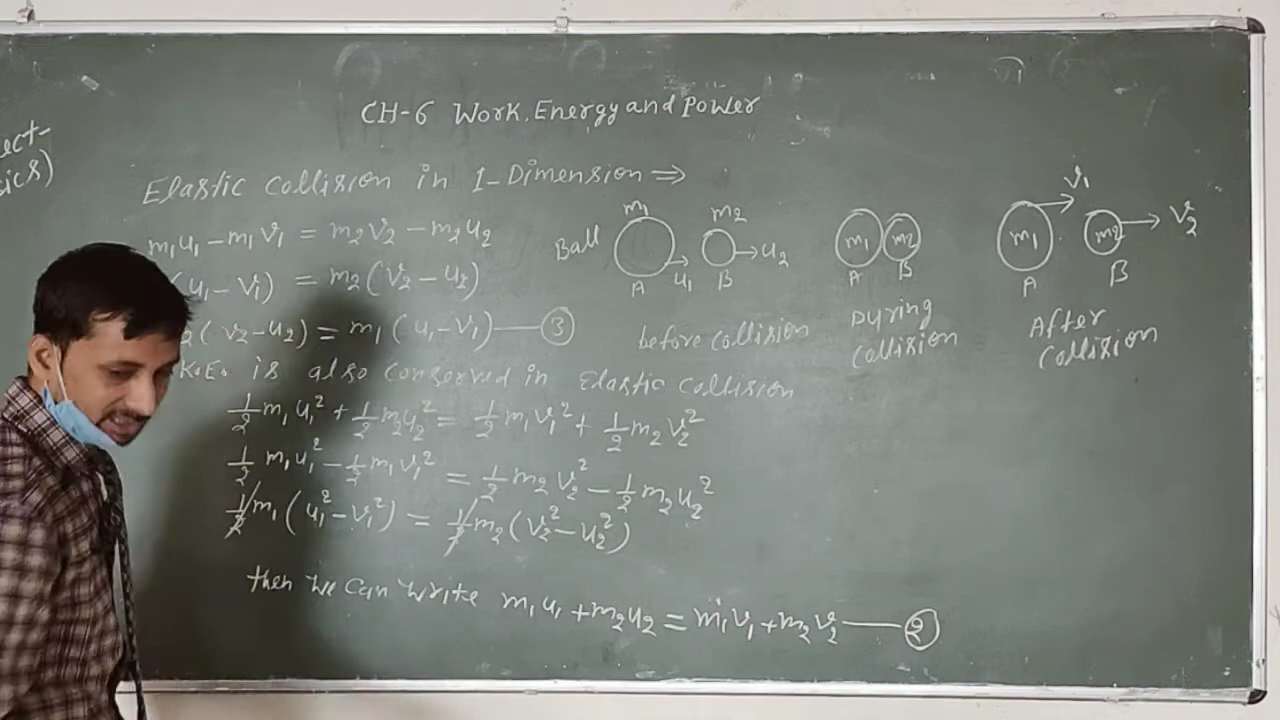 CH-6 Work, Energy and Power
ect-
sics)
Elastic Collision in 1-Dimension ⇒
m₁u₁ - m₁v₁ = m₂v₂ - m₂u₂
(u₁ - v₁) = m₂(v₂ - u₂)
₂(v₂ - u₂) = m₁(u₁ - v₁) — ③
K.E. is also conserved in Elastic Collision
½m₁u₁² + ½m₂u₂² = ½m₁v₁² + ½m₂v₂²
½m₁u₁² - ½m₁v₁² = ½m₂v₂² - ½m₂u₂²
½m₁(u₁² - v₁²) = ½m₂(v₂² - u₂²)
then we can write m₁u₁ + m₂u₂ = m₁v₁ + m₂v₂ — ②
m₁ m₂
Ball u₁ u₂
A B
before collision
m₁ m₂
A B
During
Collision
v₁
m₁ m₂ v₂
A B
After
Collision